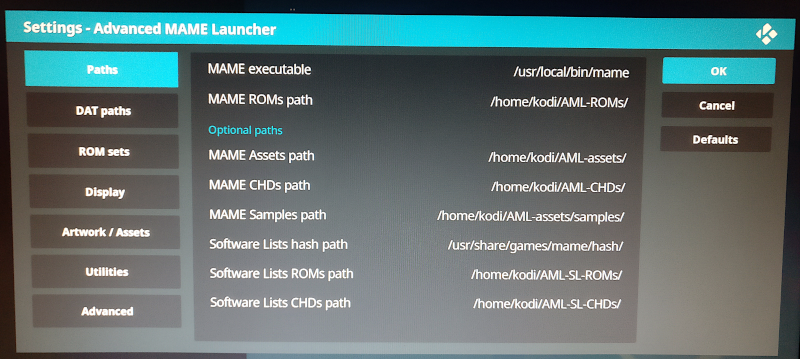 Settings - Advanced MAME Launcher
Paths
DAT paths
ROM sets
Display
Artwork / Assets
Utilities
Advanced
MAME executable /usr/local/bin/mame
MAME ROMs path /home/kodi/AML-ROMs/
Optional paths
MAME Assets path /home/kodi/AML-assets/
MAME CHDs path /home/kodi/AML-CHDs/
MAME Samples path /home/kodi/AML-assets/samples/
Software Lists hash path /usr/share/games/mame/hash/
Software Lists ROMs path /home/kodi/AML-SL-ROMs/
Software Lists CHDs path /home/kodi/AML-SL-CHDs/
OK
Cancel
Defaults